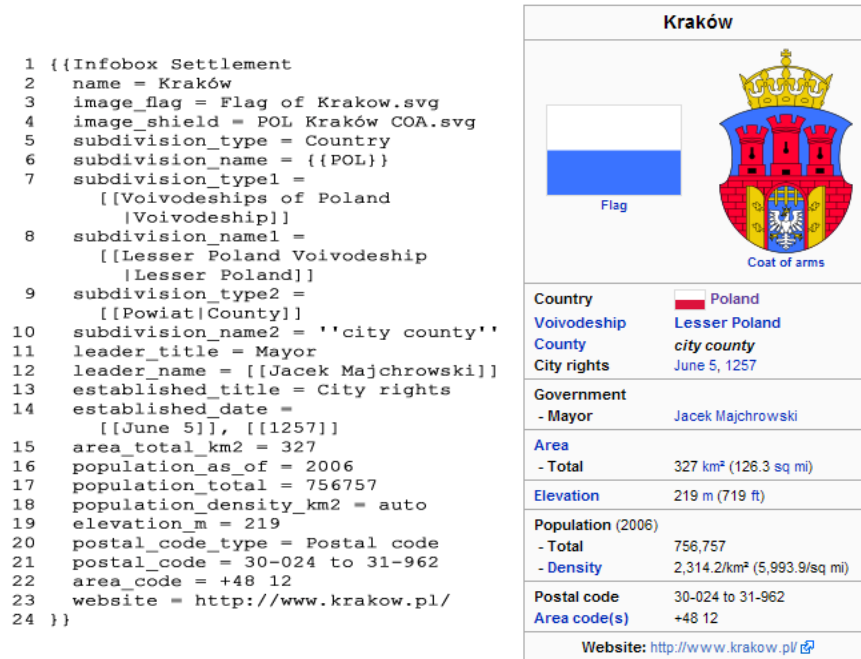 1 {{Infobox Settlement
2 name = Kraków
3 image_flag = Flag of Krakow.svg
4 image_shield = POL Kraków COA.svg
5 subdivision_type = Country
6 subdivision_name = {{POL}}
7 subdivision_type1 =
[[Voivodeships of Poland
|Voivodeship]]
8 subdivision_name1 =
[[Lesser Poland Voivodeship
|Lesser Poland]]
9 subdivision_type2 =
[[Powiat|County]]
10 subdivision_name2 = ''city county''
11 leader_title = Mayor
12 leader_name = [[Jacek Majchrowski]]
13 established_title = City rights
14 established_date =
[[June 5]], [[1257]]
15 area_total_km2 = 327
16 population_as_of = 2006
17 population_total = 756757
18 population_density_km2 = auto
19 elevation_m = 219
20 postal_code_type = Postal code
21 postal_code = 30-024 to 31-962
22 area_code = +48 12
23 website = http://www.krakow.pl/
24 }}
Kraków
Flag
Coat of arms
Country Poland
Voivodeship Lesser Poland
County city county
City rights June 5, 1257
Government
- Mayor Jacek Majchrowski
Area
- Total 327 km² (126.3 sq mi)
Elevation 219 m (719 ft)
Population (2006)
- Total 756,757
- Density 2,314.2/km² (5,993.9/sq mi)
Postal code 30-024 to 31-962
Area code(s) +48 12
Website: http://www.krakow.pl/